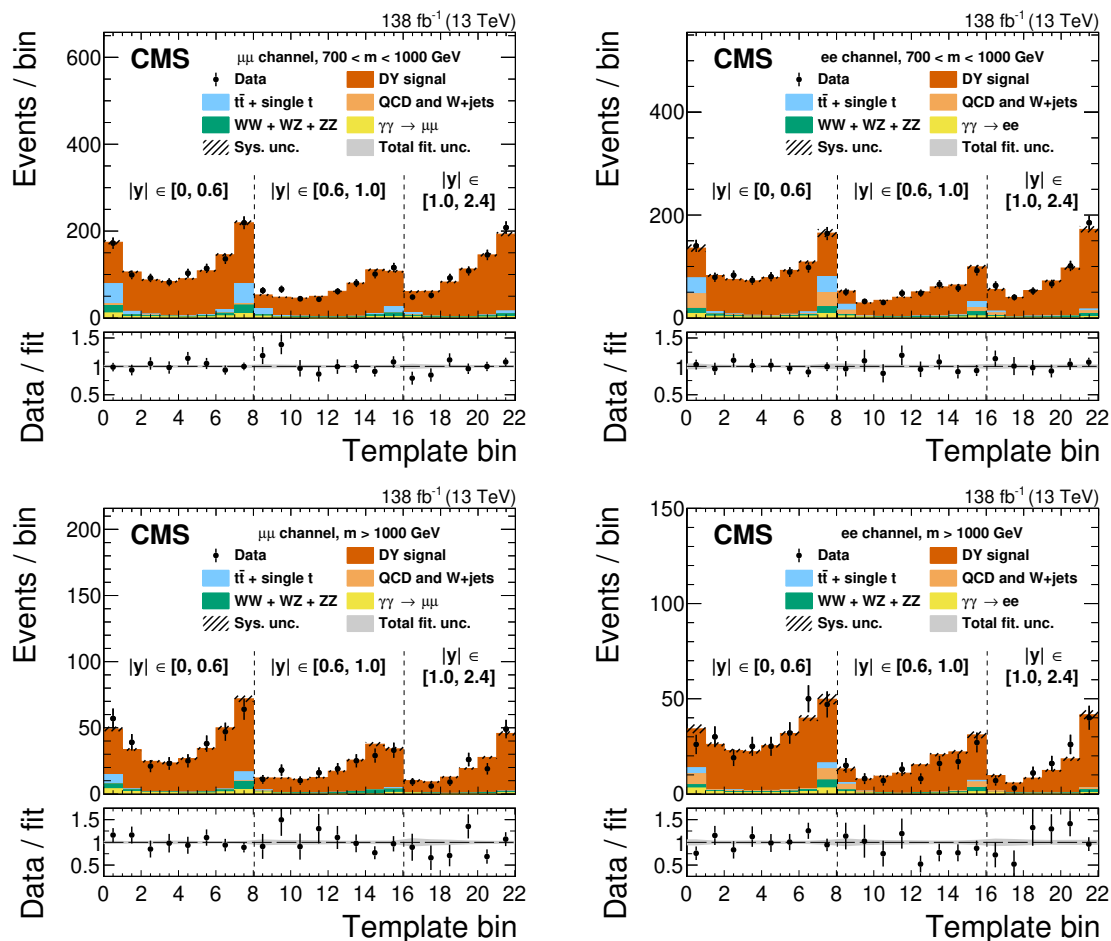 138 fb⁻¹ (13 TeV)
CMS
μμ channel, 700 < m < 1000 GeV
Data
DY signal
tt̄ + single t
QCD and W+jets
WW + WZ + ZZ
γγ → μμ
Sys. unc.
Total fit. unc.
|y| ∈ [0, 0.6]
|y| ∈ [0.6, 1.0]
|y| ∈
[1.0, 2.4]
Events / bin
600
400
200
0
Data / fit
1.5
1
0.5
0 2 4 6 8 10 12 14 16 18 20 22
Template bin
138 fb⁻¹ (13 TeV)
CMS
ee channel, 700 < m < 1000 GeV
Data
DY signal
tt̄ + single t
QCD and W+jets
WW + WZ + ZZ
γγ → ee
Sys. unc.
Total fit. unc.
|y| ∈ [0, 0.6]
|y| ∈ [0.6, 1.0]
|y| ∈
[1.0, 2.4]
Events / bin
400
200
0
Data / fit
1.5
1
0.5
0 2 4 6 8 10 12 14 16 18 20 22
Template bin
138 fb⁻¹ (13 TeV)
CMS
μμ channel, m > 1000 GeV
Data
DY signal
tt̄ + single t
QCD and W+jets
WW + WZ + ZZ
γγ → μμ
Sys. unc.
Total fit. unc.
|y| ∈ [0, 0.6]
|y| ∈ [0.6, 1.0]
|y| ∈
[1.0, 2.4]
Events / bin
200
150
100
50
0
Data / fit
1.5
1
0.5
0 2 4 6 8 10 12 14 16 18 20 22
Template bin
138 fb⁻¹ (13 TeV)
CMS
ee channel, m > 1000 GeV
Data
DY signal
tt̄ + single t
QCD and W+jets
WW + WZ + ZZ
γγ → ee
Sys. unc.
Total fit. unc.
|y| ∈ [0, 0.6]
|y| ∈ [0.6, 1.0]
|y| ∈
[1.0, 2.4]
Events / bin
150
100
50
0
Data / fit
1.5
1
0.5
0 2 4 6 8 10 12 14 16 18 20 22
Template bin